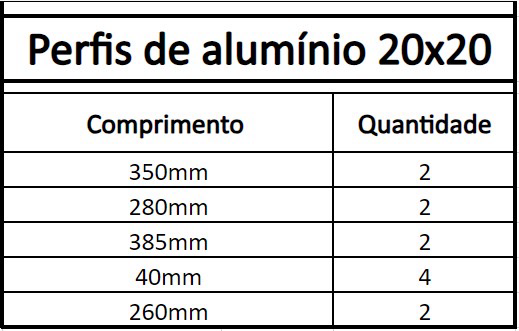 Perfis de alumínio 20x20
Comprimento Quantidade
350mm 2
280mm 2
385mm 2
40mm 4
260mm 2